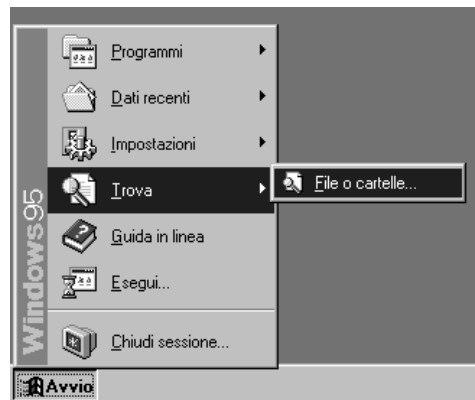 Programmi
Dati recenti
Impostazioni
Trova
File o cartelle...
Guida in linea
Esegui...
Chiudi sessione...
Windows95
Avvio